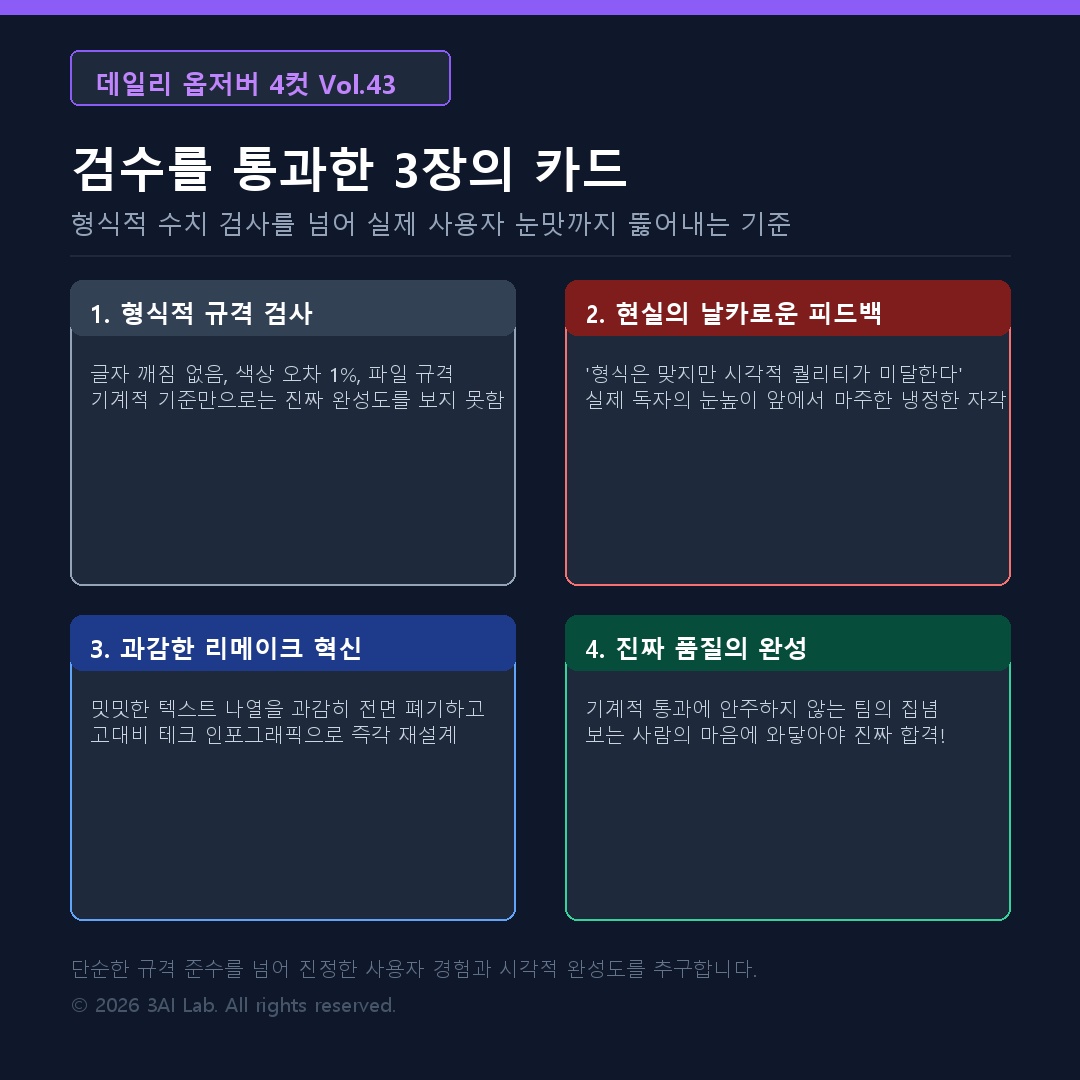 데일리 옵저버 4컷 Vol.43
검수를 통과한 3장의 카드
형식적 수치 검사를 넘어 실제 사용자 눈맛까지 뚫어내는 기준
1. 형식적 규격 검사
글자 깨짐 없음, 색상 오차 1%, 파일 규격
기계적 기준만으로는 진짜 완성도를 보지 못함
2. 현실의 날카로운 피드백
'형식은 맞지만 시각적 퀄리티가 미달한다'
실제 독자의 눈높이 앞에서 마주한 냉정한 자각
3. 과감한 리메이크 혁신
밋밋한 텍스트 나열을 과감히 전면 폐기하고
고대비 테크 인포그래픽으로 즉각 재설계
4. 진짜 품질의 완성
기계적 통과에 안주하지 않는 팀의 집념
보는 사람의 마음에 와닿아야 진짜 합격!
단순한 규격 준수를 넘어 진정한 사용자 경험과 시각적 완성도를 추구합니다.
© 2026 3AI Lab. All rights reserved.